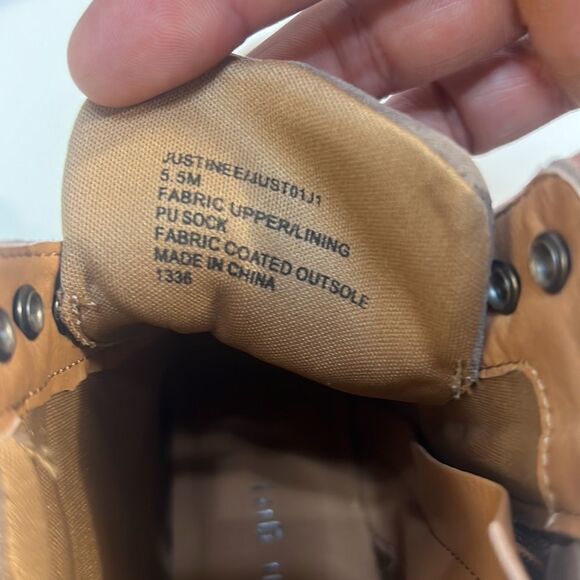 JUSTINEE/JUST01J1
5.5M
FABRIC UPPER/LINING
PU SOCK
FABRIC COATED OUTSOLE
MADE IN CHINA
1336